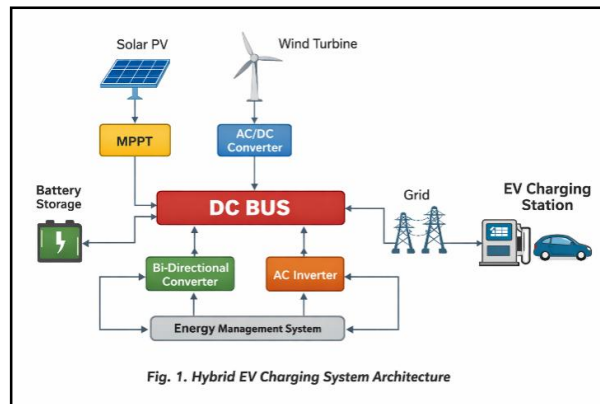 Solar PV
Wind Turbine
MPPT
AC/DC
Converter
Battery
Storage
DC BUS
Grid
EV Charging
Station
Bi-Directional
Converter
AC Inverter
Energy Management System
Fig. 1. Hybrid EV Charging System Architecture